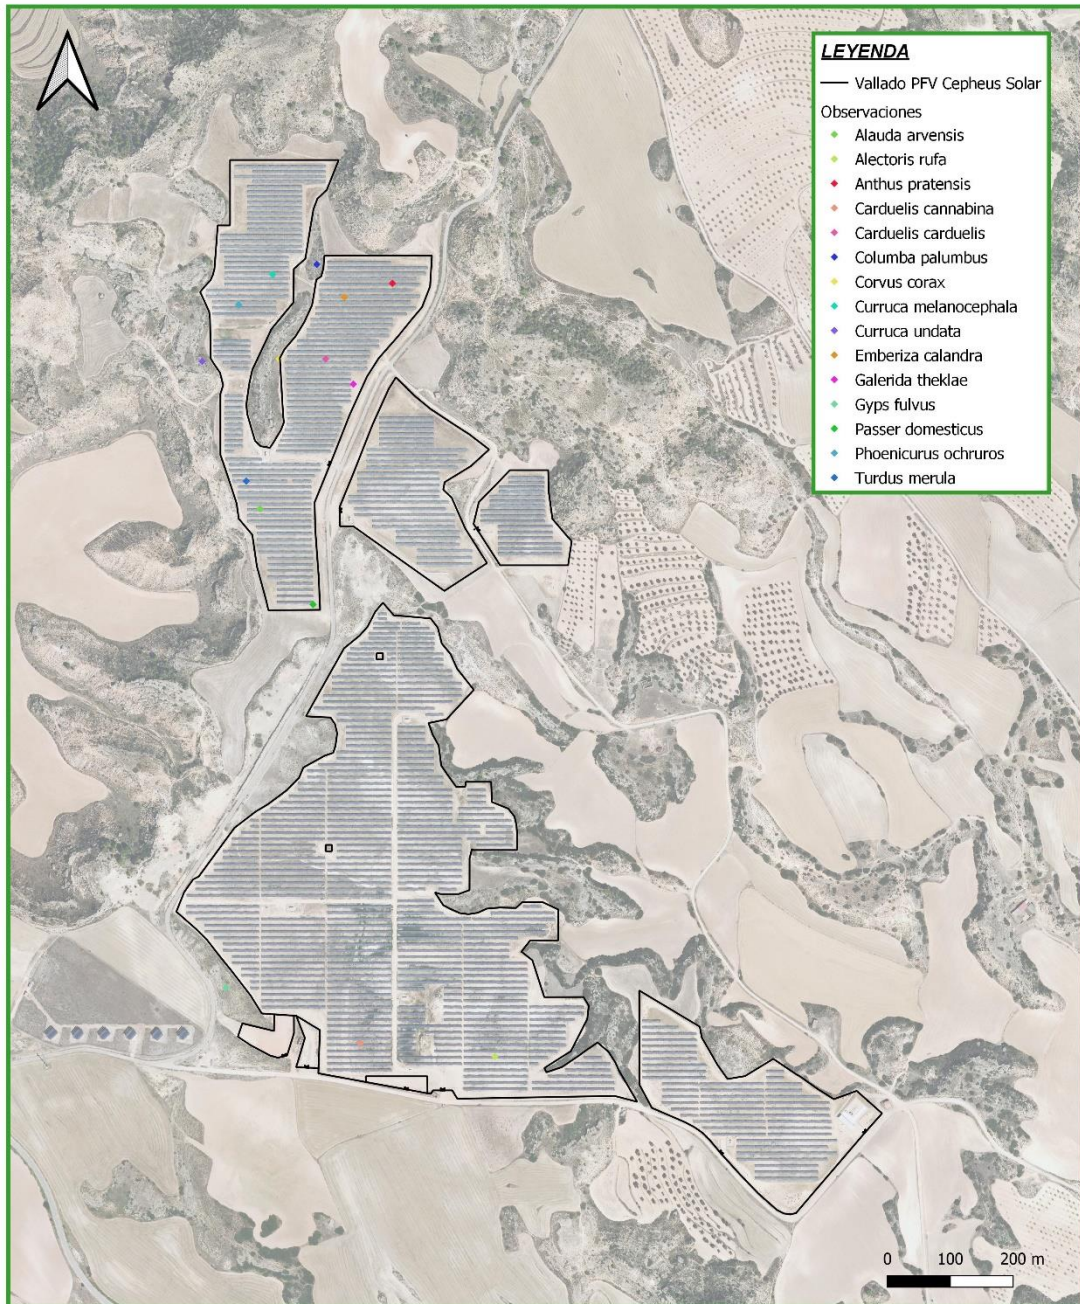 LEYENDA
Vallado PFV Cepheus Solar
Observaciones
Alauda arvensis
Alectoris rufa
Anthus pratensis
Carduelis cannabina
Carduelis carduelis
Columba palumbus
Corvus corax
Curruca melanocephala
Curruca undata
Emberiza calandra
Galerida theklae
Gyps fulvus
Passer domesticus
Phoenicurus ochruros
Turdus merula
0 100 200 m